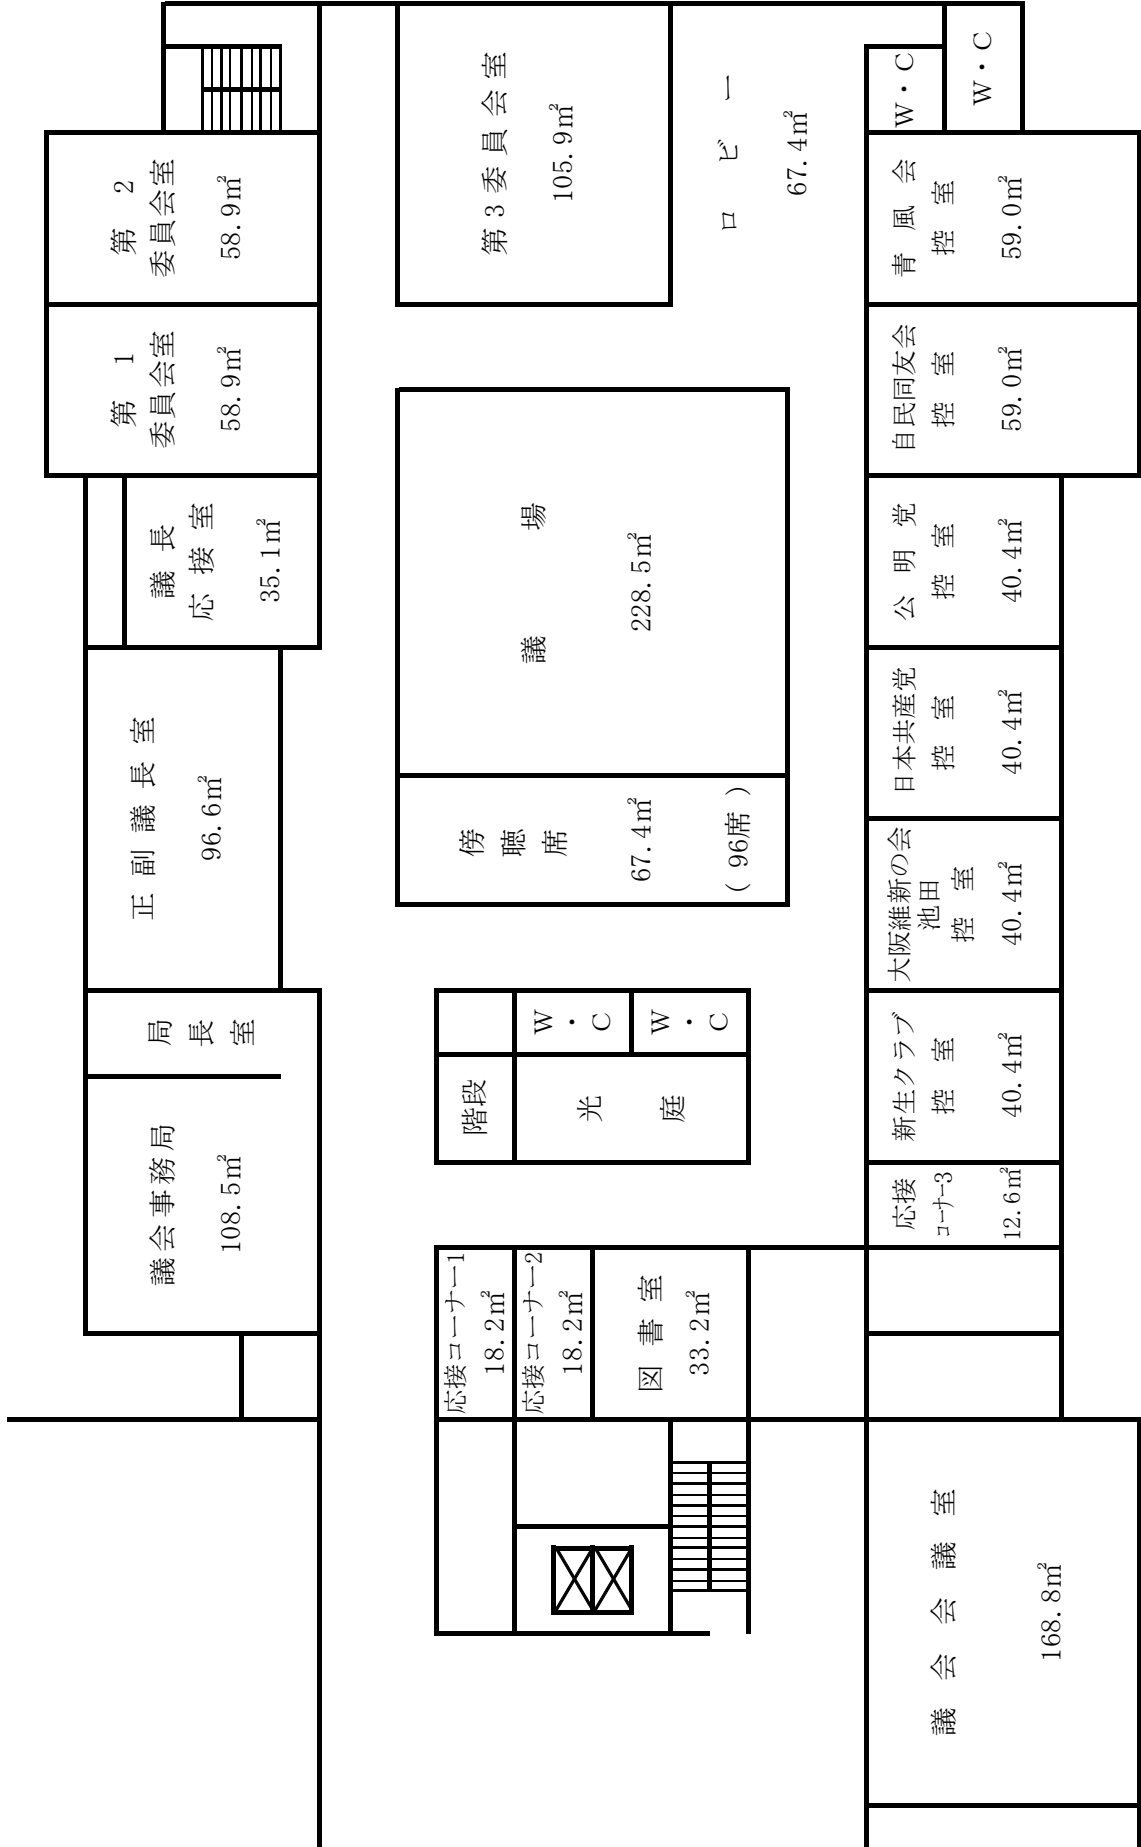 議会事務局
108.5㎡
局
長
室
正副議長室
96.6㎡
議長
応接室
35.1㎡
第 1
委員会室
58.9㎡
第 2
委員会室
58.9㎡
応接コーナー1
18.2㎡
応接コーナー2
18.2㎡
図書室
33.2㎡
階段
光
庭
W・C
W・C
傍
聴
席
67.4㎡
(96席)
議場
228.5㎡
第3委員会室
105.9㎡
ロビー
67.4㎡
議会会議室
168.8㎡
応接
コーナー3
12.6㎡
新生クラブ
控室
40.4㎡
大阪維新の会
池田
控室
40.4㎡
日本共産党
控室
40.4㎡
公明党
控室
40.4㎡
自民同友会
控室
59.0㎡
青風会
控室
59.0㎡
W・C
W・C